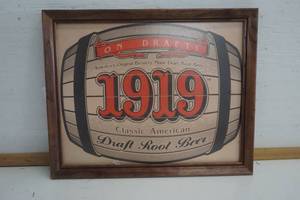 ON DRAFT!
1919
Classic American
Draft Root Beer